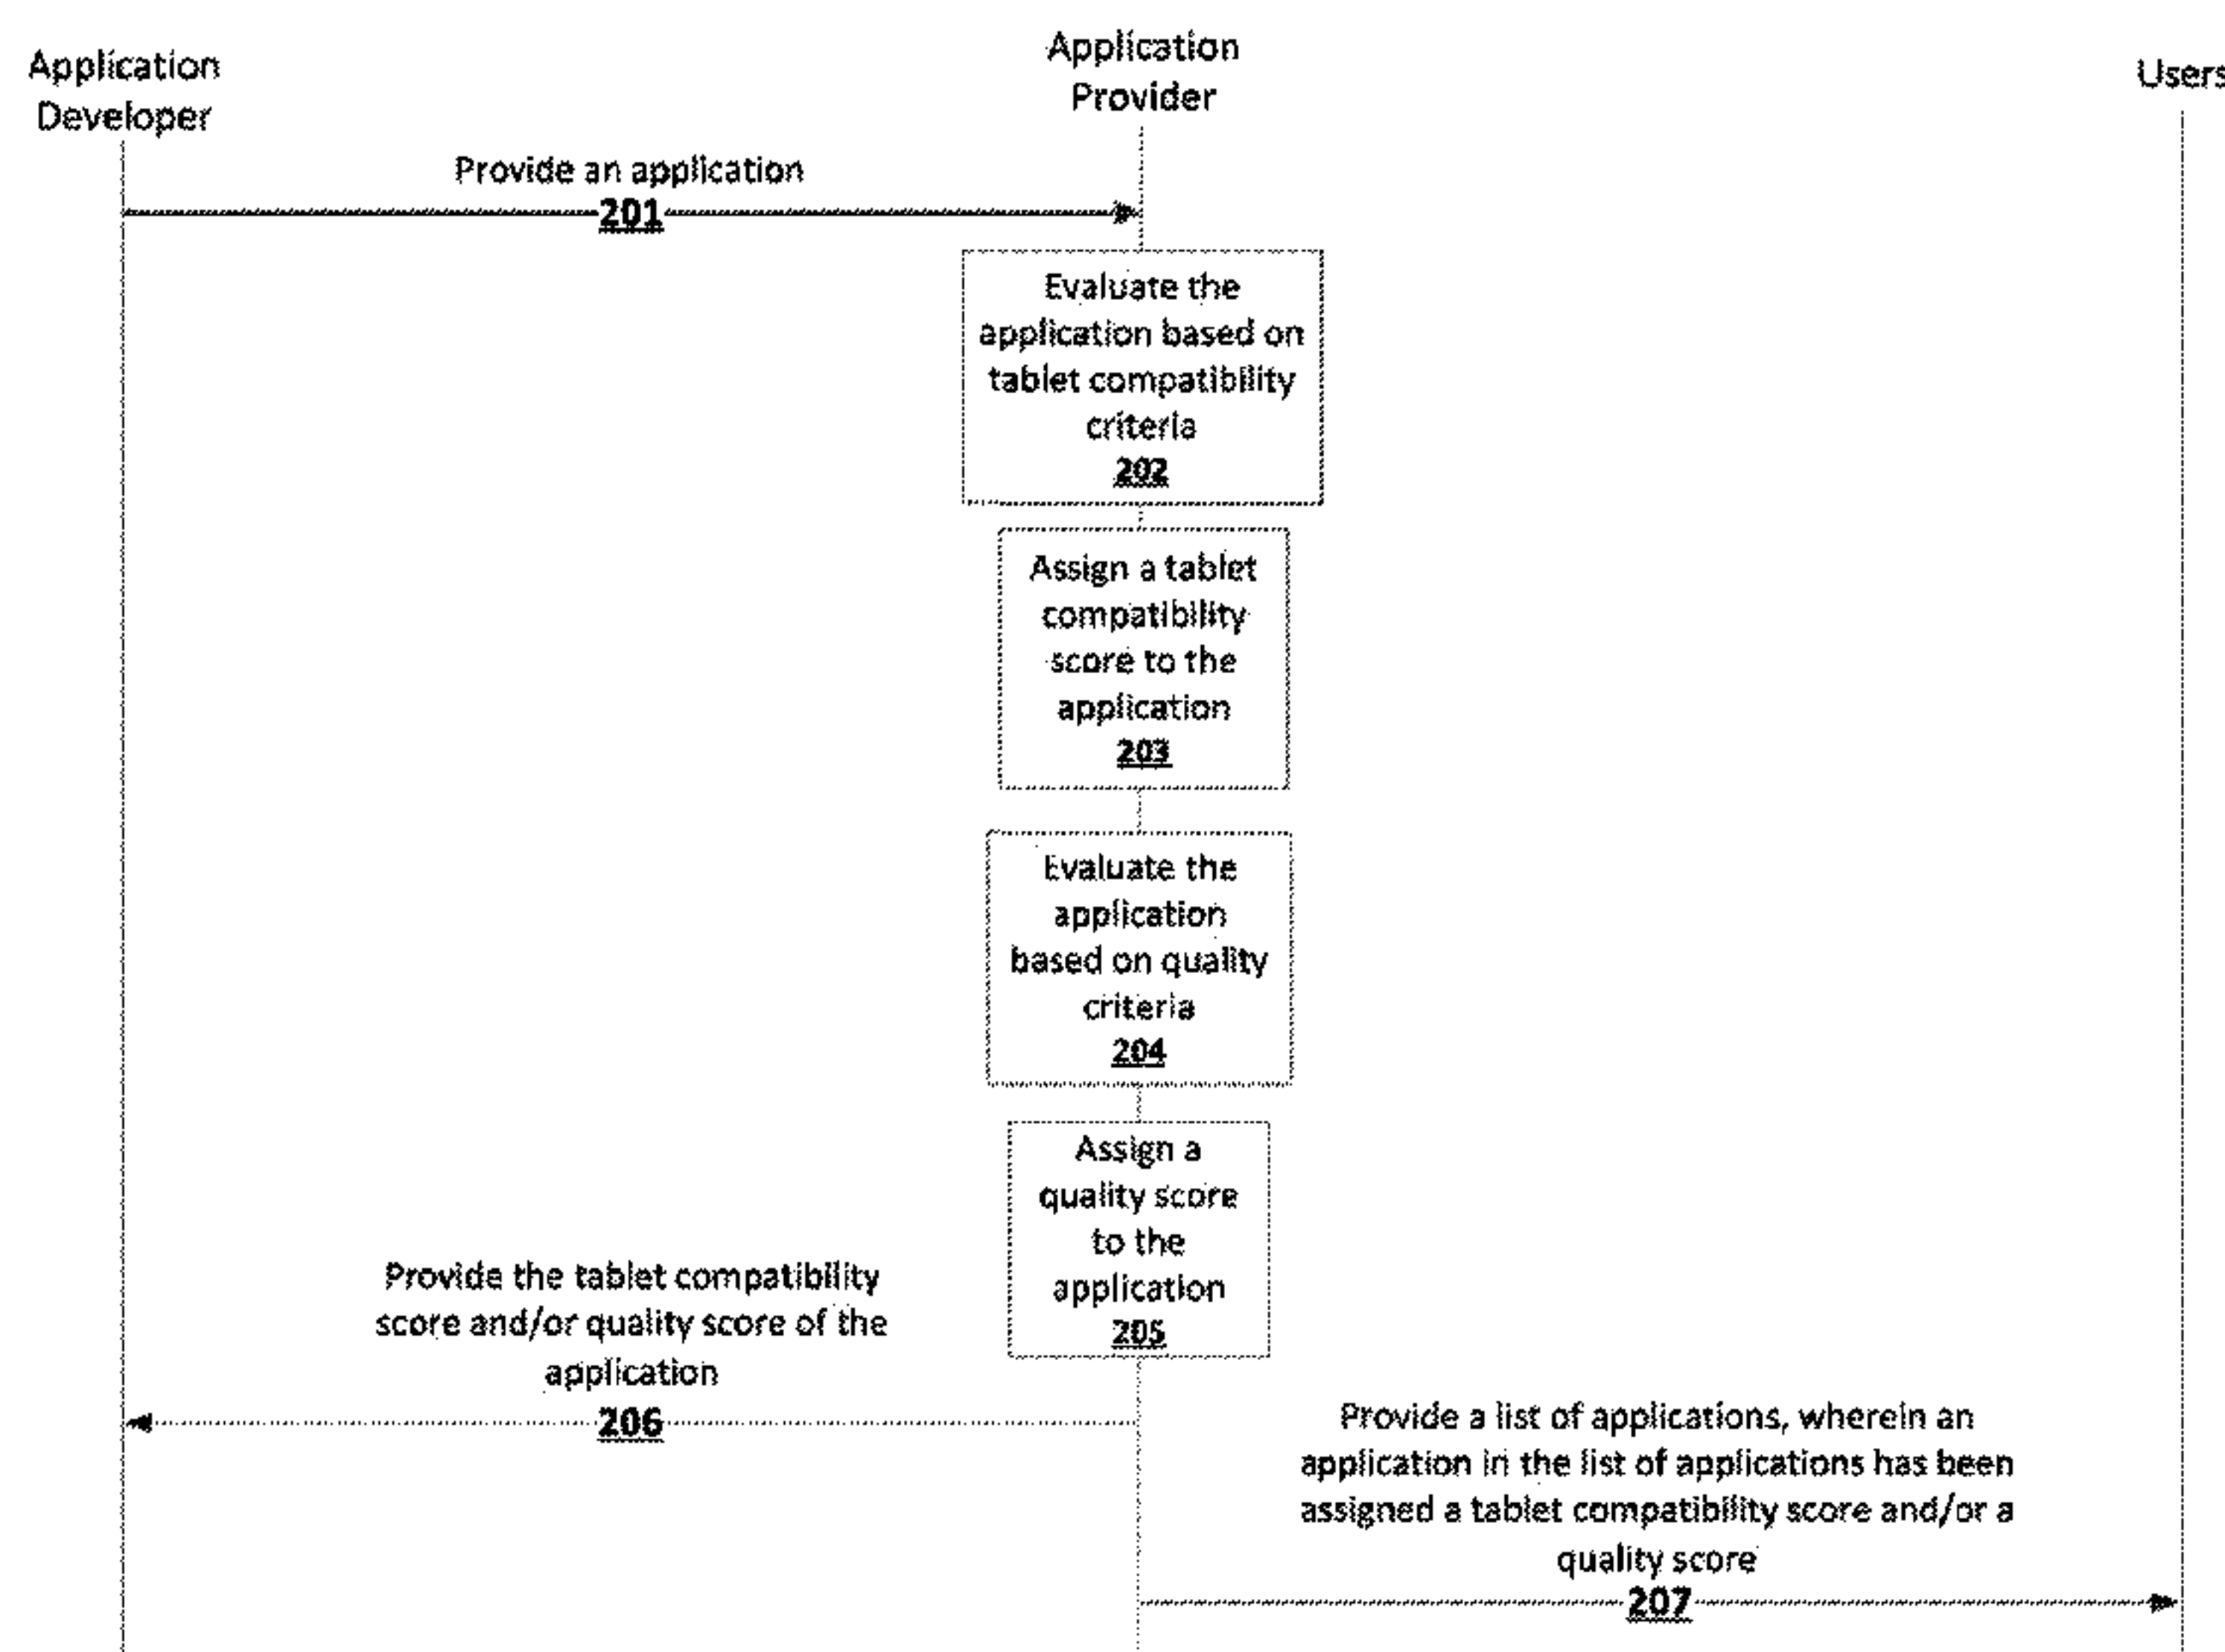 Application
Developer
Application
Provider
Users
Provide an application
201
Evaluate the
application based on
tablet compatibility
criteria
202
Assign a tablet
compatibility
score to the
application
203
Evaluate the
application
based on quality
criteria
204
Assign a
quality score
to the
application
205
Provide the tablet compatibility
score and/or quality score of the
application
206
Provide a list of applications, wherein an
application in the list of applications has been
assigned a tablet compatibility score and/or a
quality score
207